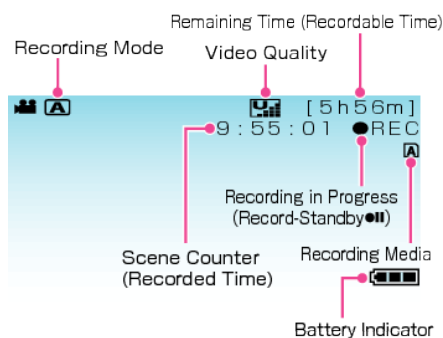 Remaining Time (Recordable Time)
Recording Mode
Video Quality
A
[5h56m]
9:55:01 ●REC
A
Recording in Progress
(Record-Standby●II)
Scene Counter
(Recorded Time)
Recording Media
Battery Indicator